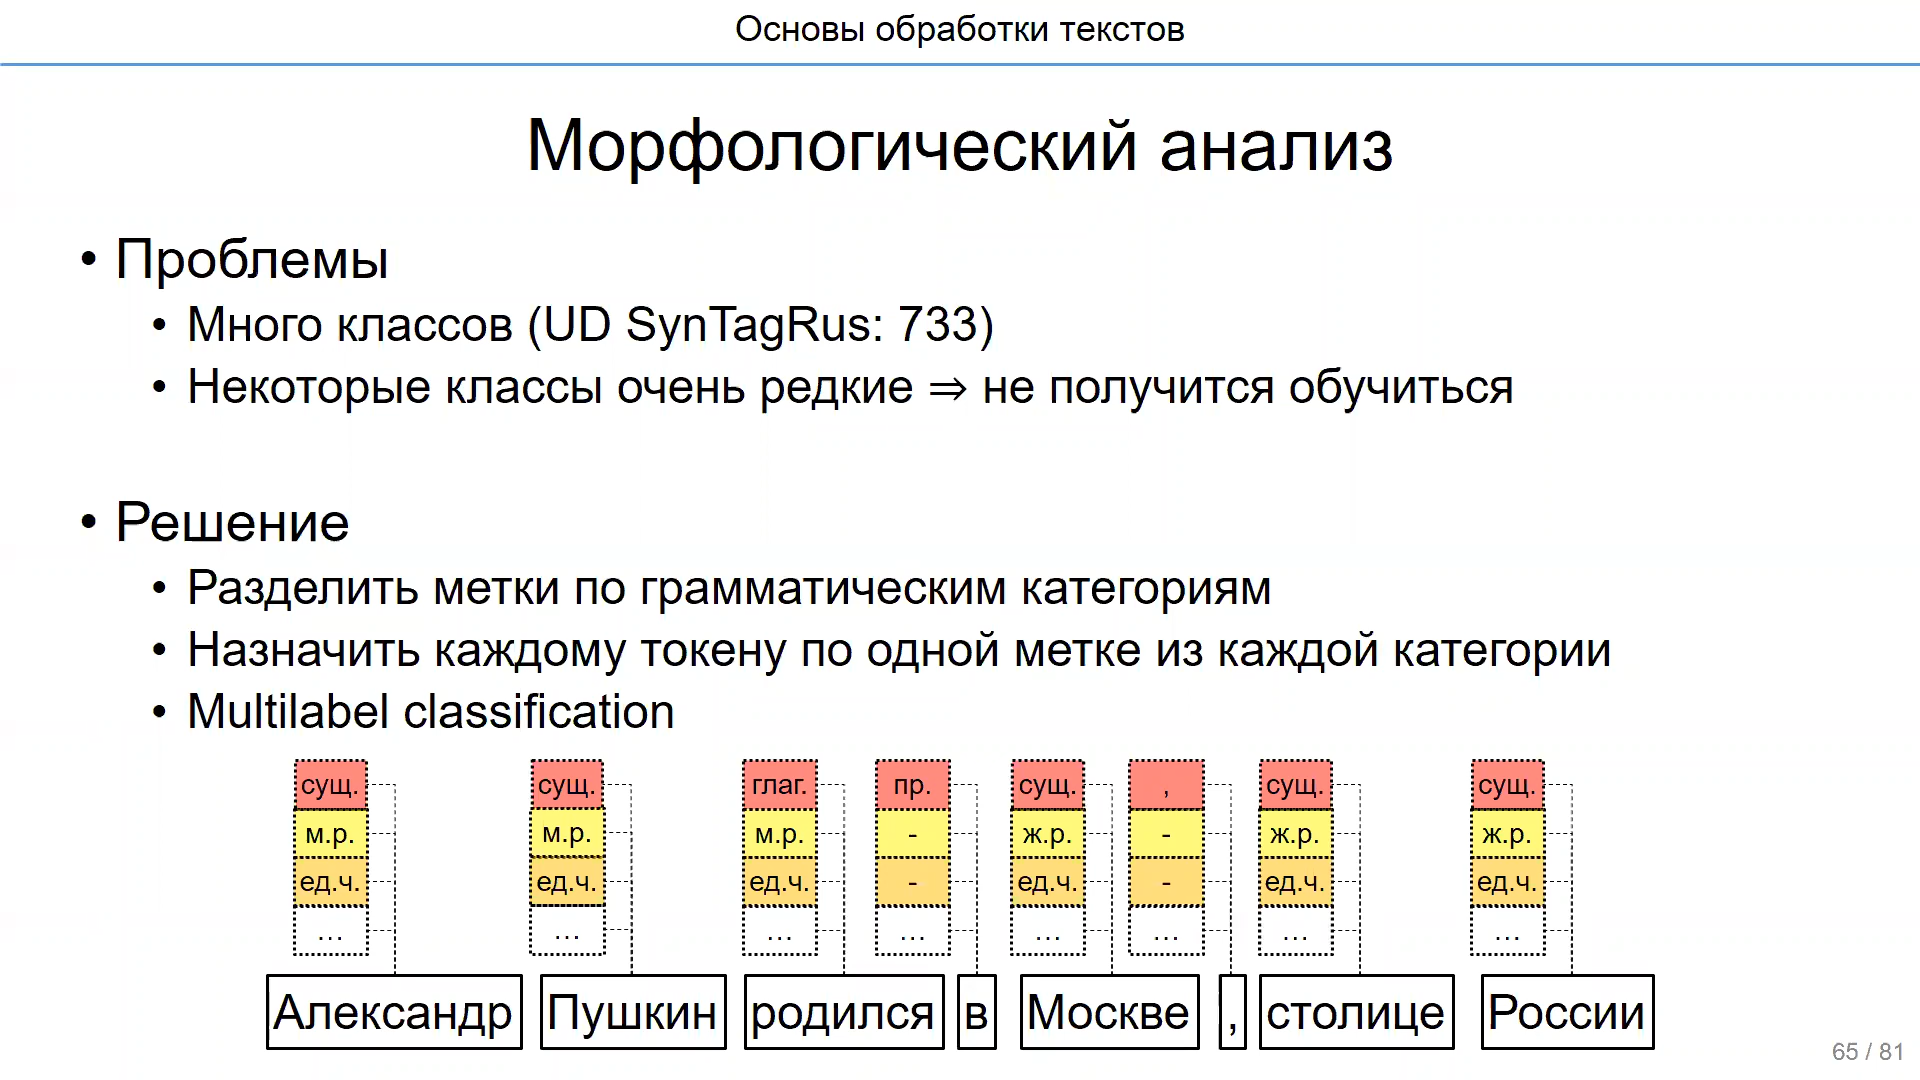 Основы обработки текстов
Морфологический анализ
• Проблемы
• Много классов (UD SynTagRus: 733)
• Некоторые классы очень редкие ⇒ не получится обучиться
• Решение
• Разделить метки по грамматическим категориям
• Назначить каждому токену по одной метке из каждой категории
• Multilabel classification
сущ. сущ. глаг. пр. сущ. , сущ. сущ.
м.р. м.р. м.р. - ж.р. - ж.р. ж.р.
ед.ч. ед.ч. ед.ч. - ед.ч. - ед.ч. ед.ч.
... ... ... ... ... ... ... ...
Александр Пушкин родился в Москве , столице России
65 / 81